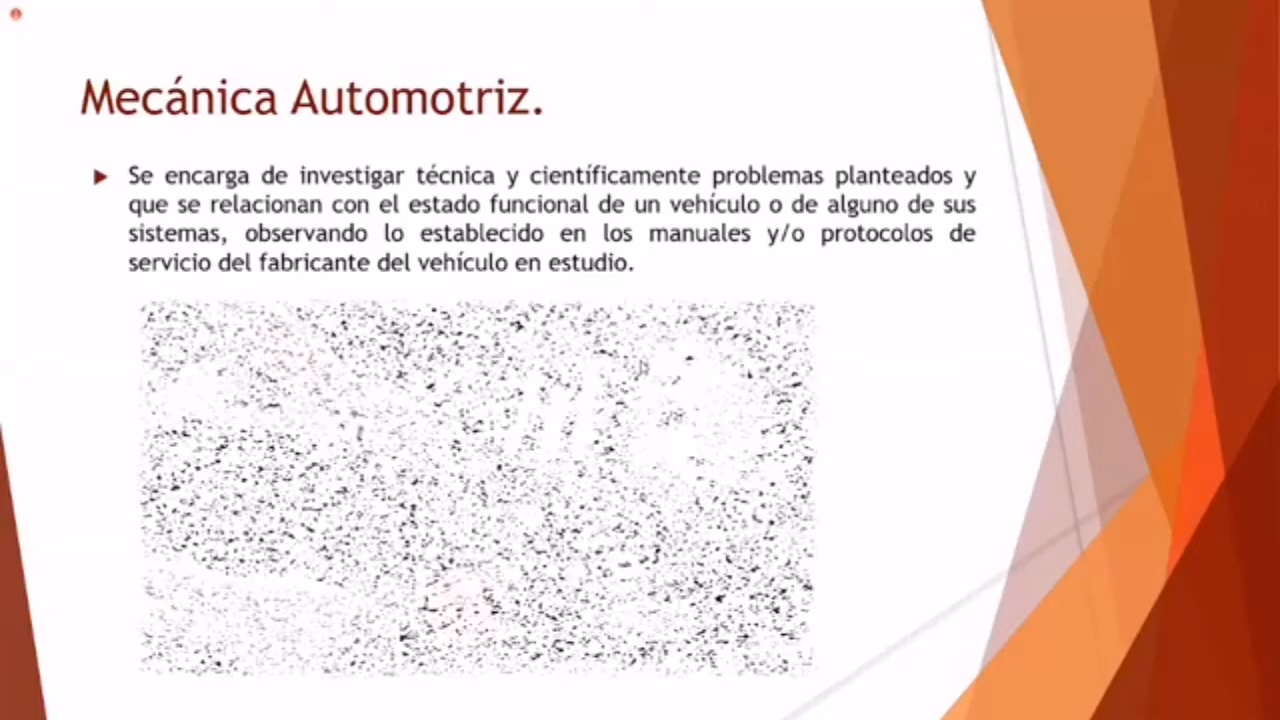 Mecánica Automotriz.
Se encarga de investigar técnica y científicamente problemas planteados y
que se relacionan con el estado funcional de un vehículo o de alguno de sus
sistemas, observando lo establecido en los manuales y/o protocolos de
servicio del fabricante del vehículo en estudio.